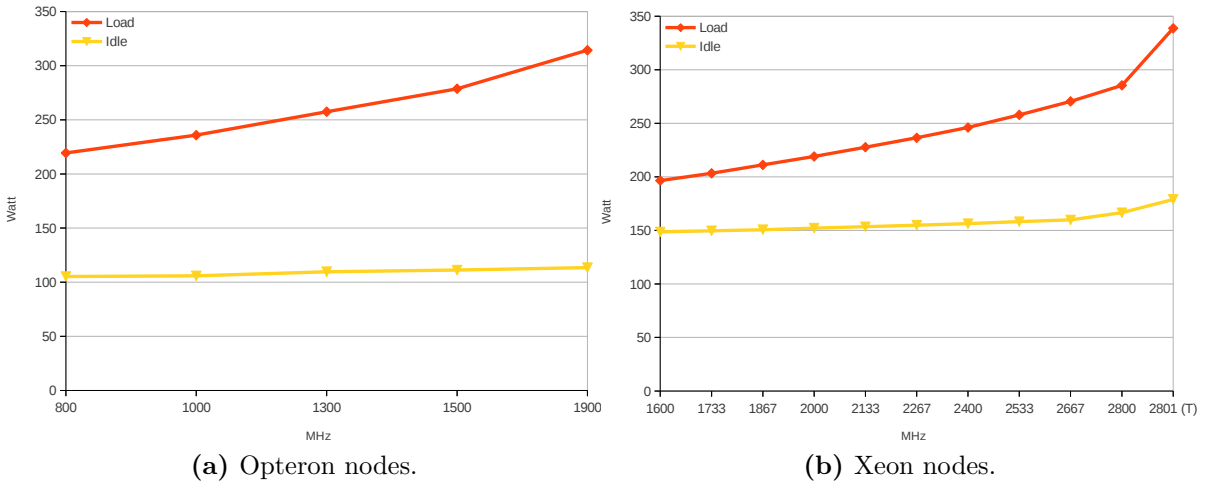 350
300
250
200
150
100
50
0
Watt
Load
Idle
800 1000 1300 1500 1900
MHz
(a) Opteron nodes.
350
300
250
200
150
100
50
0
Watt
Load
Idle
1600 1733 1867 2000 2133 2267 2400 2533 2667 2800 2801 (T)
MHz
(b) Xeon nodes.